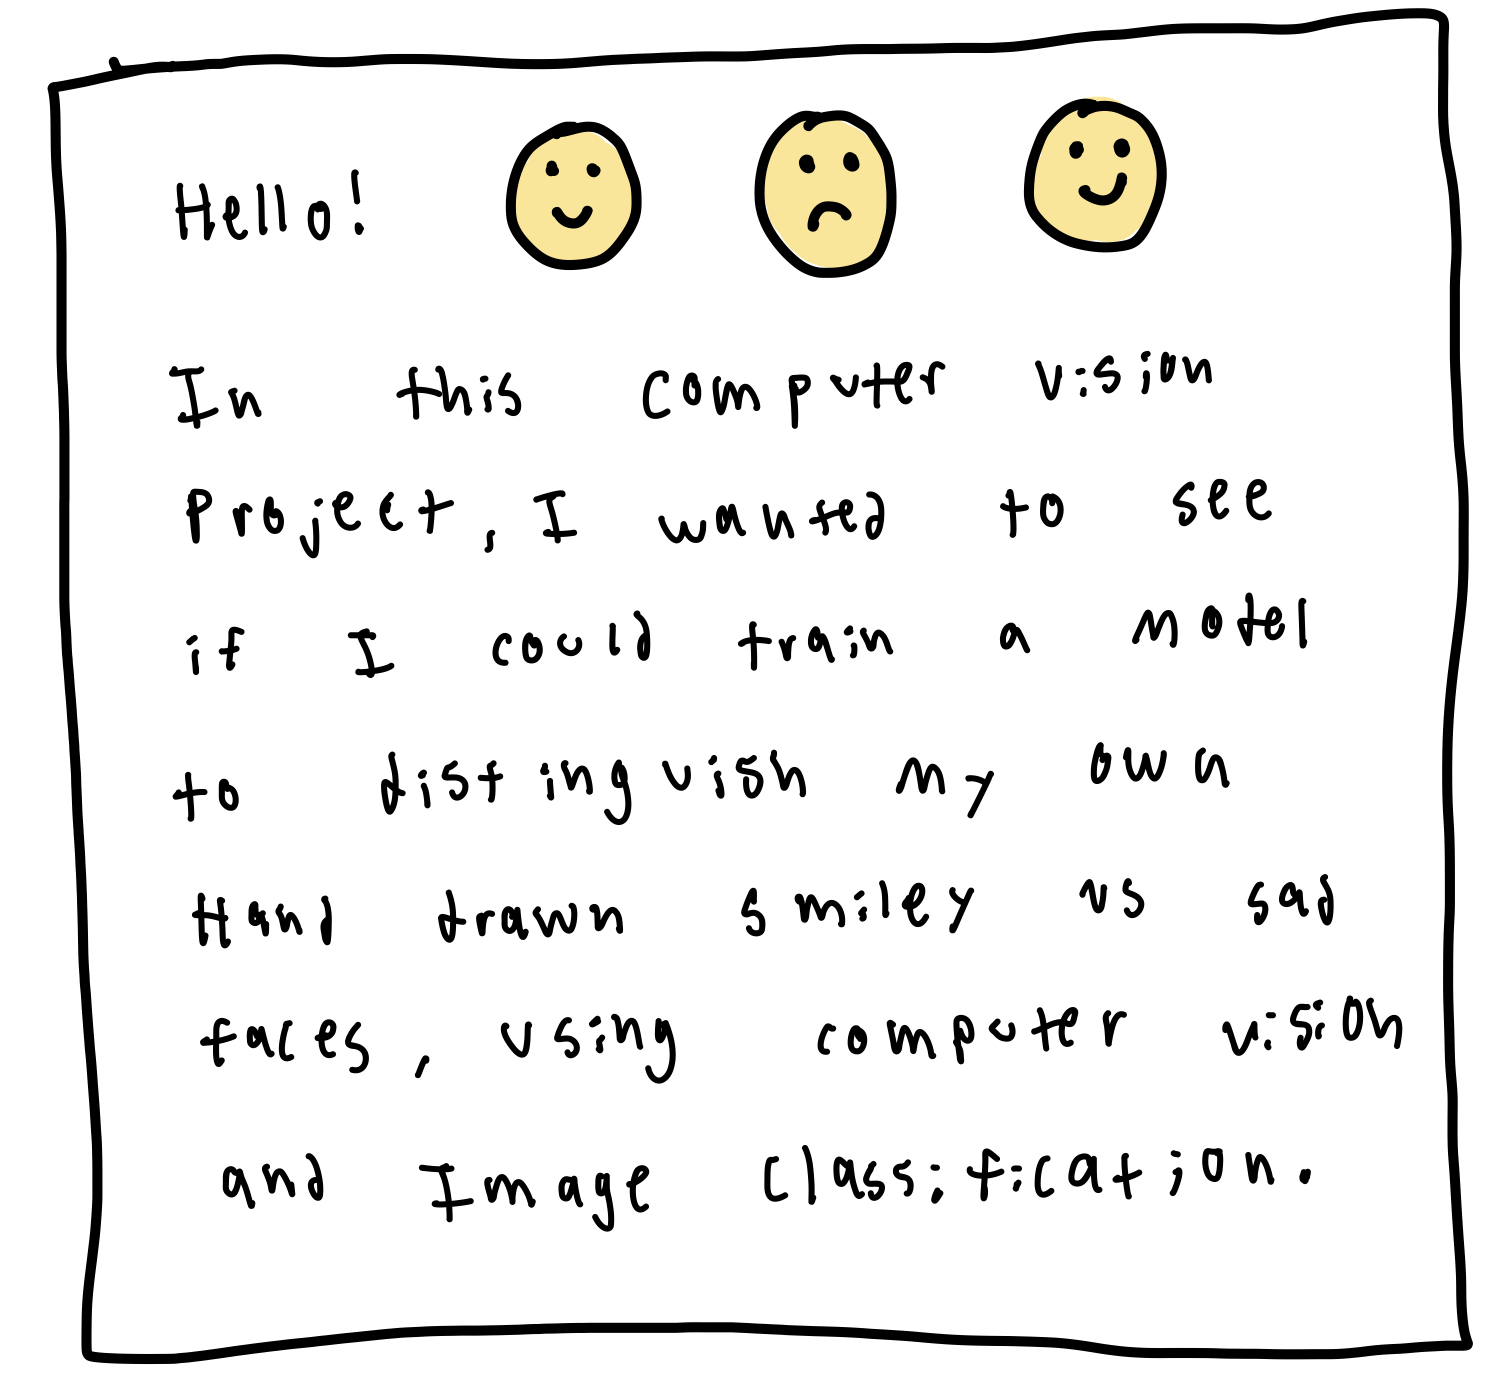 Hello!
In this computer vision
Project, I wanted to see
if I could train a model
to distinguish my own
Hand drawn smiley vs sad
faces, using computer vision
and Image classification.